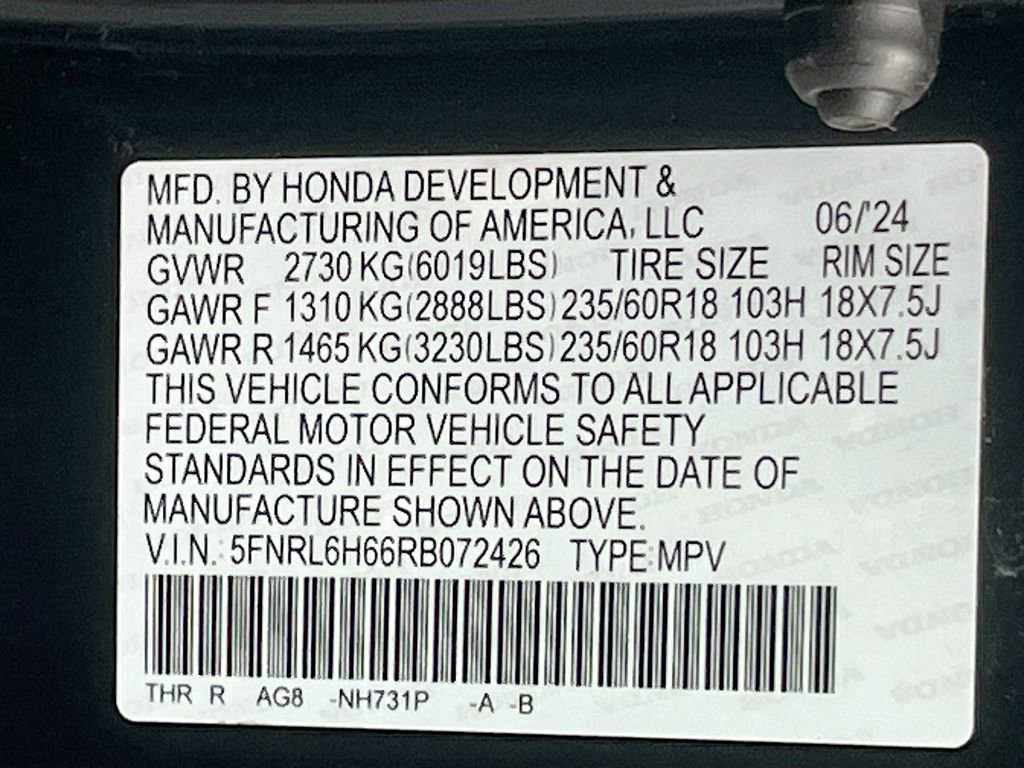 MFD. BY HONDA DEVELOPMENT &
MANUFACTURING OF AMERICA, LLC 06/'24
GVWR 2730 KG(6019LBS) TIRE SIZE RIM SIZE
GAWR F 1310 KG(2888LBS) 235/60R18 103H 18X7.5J
GAWR R 1465 KG(3230LBS) 235/60R18 103H 18X7.5J
THIS VEHICLE CONFORMS TO ALL APPLICABLE
FEDERAL MOTOR VEHICLE SAFETY
STANDARDS IN EFFECT ON THE DATE OF
MANUFACTURE SHOWN ABOVE.
V.I.N.: 5FNRL6H66RB072426 TYPE:MPV
THR R AG8 -NH731P -A -B